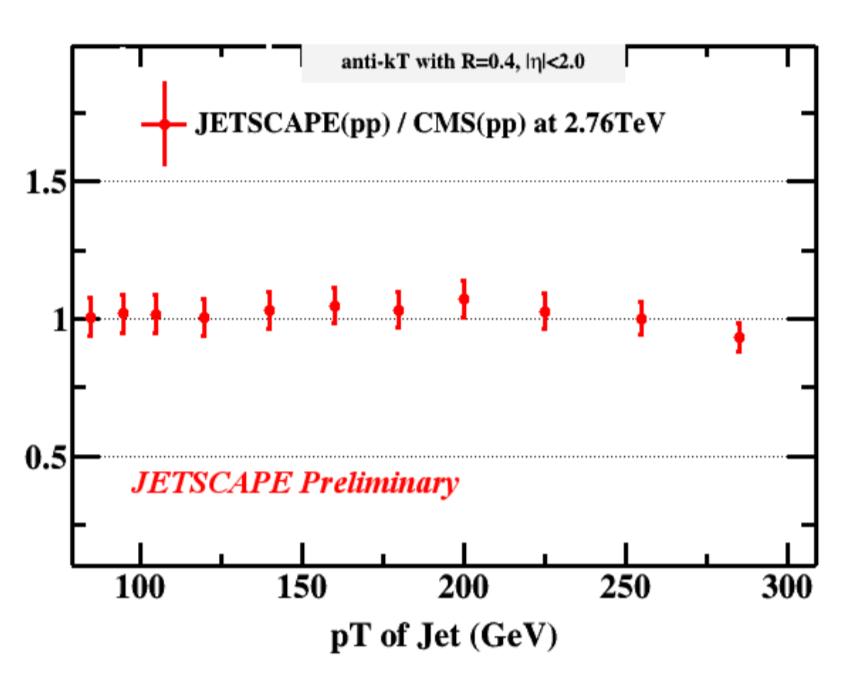 anti-kT with R=0.4, |η|<2.0
JETSCAPE(pp) / CMS(pp) at 2.76TeV
1.5
1
0.5
JETSCAPE Preliminary
100 150 200 250 300
pT of Jet (GeV)